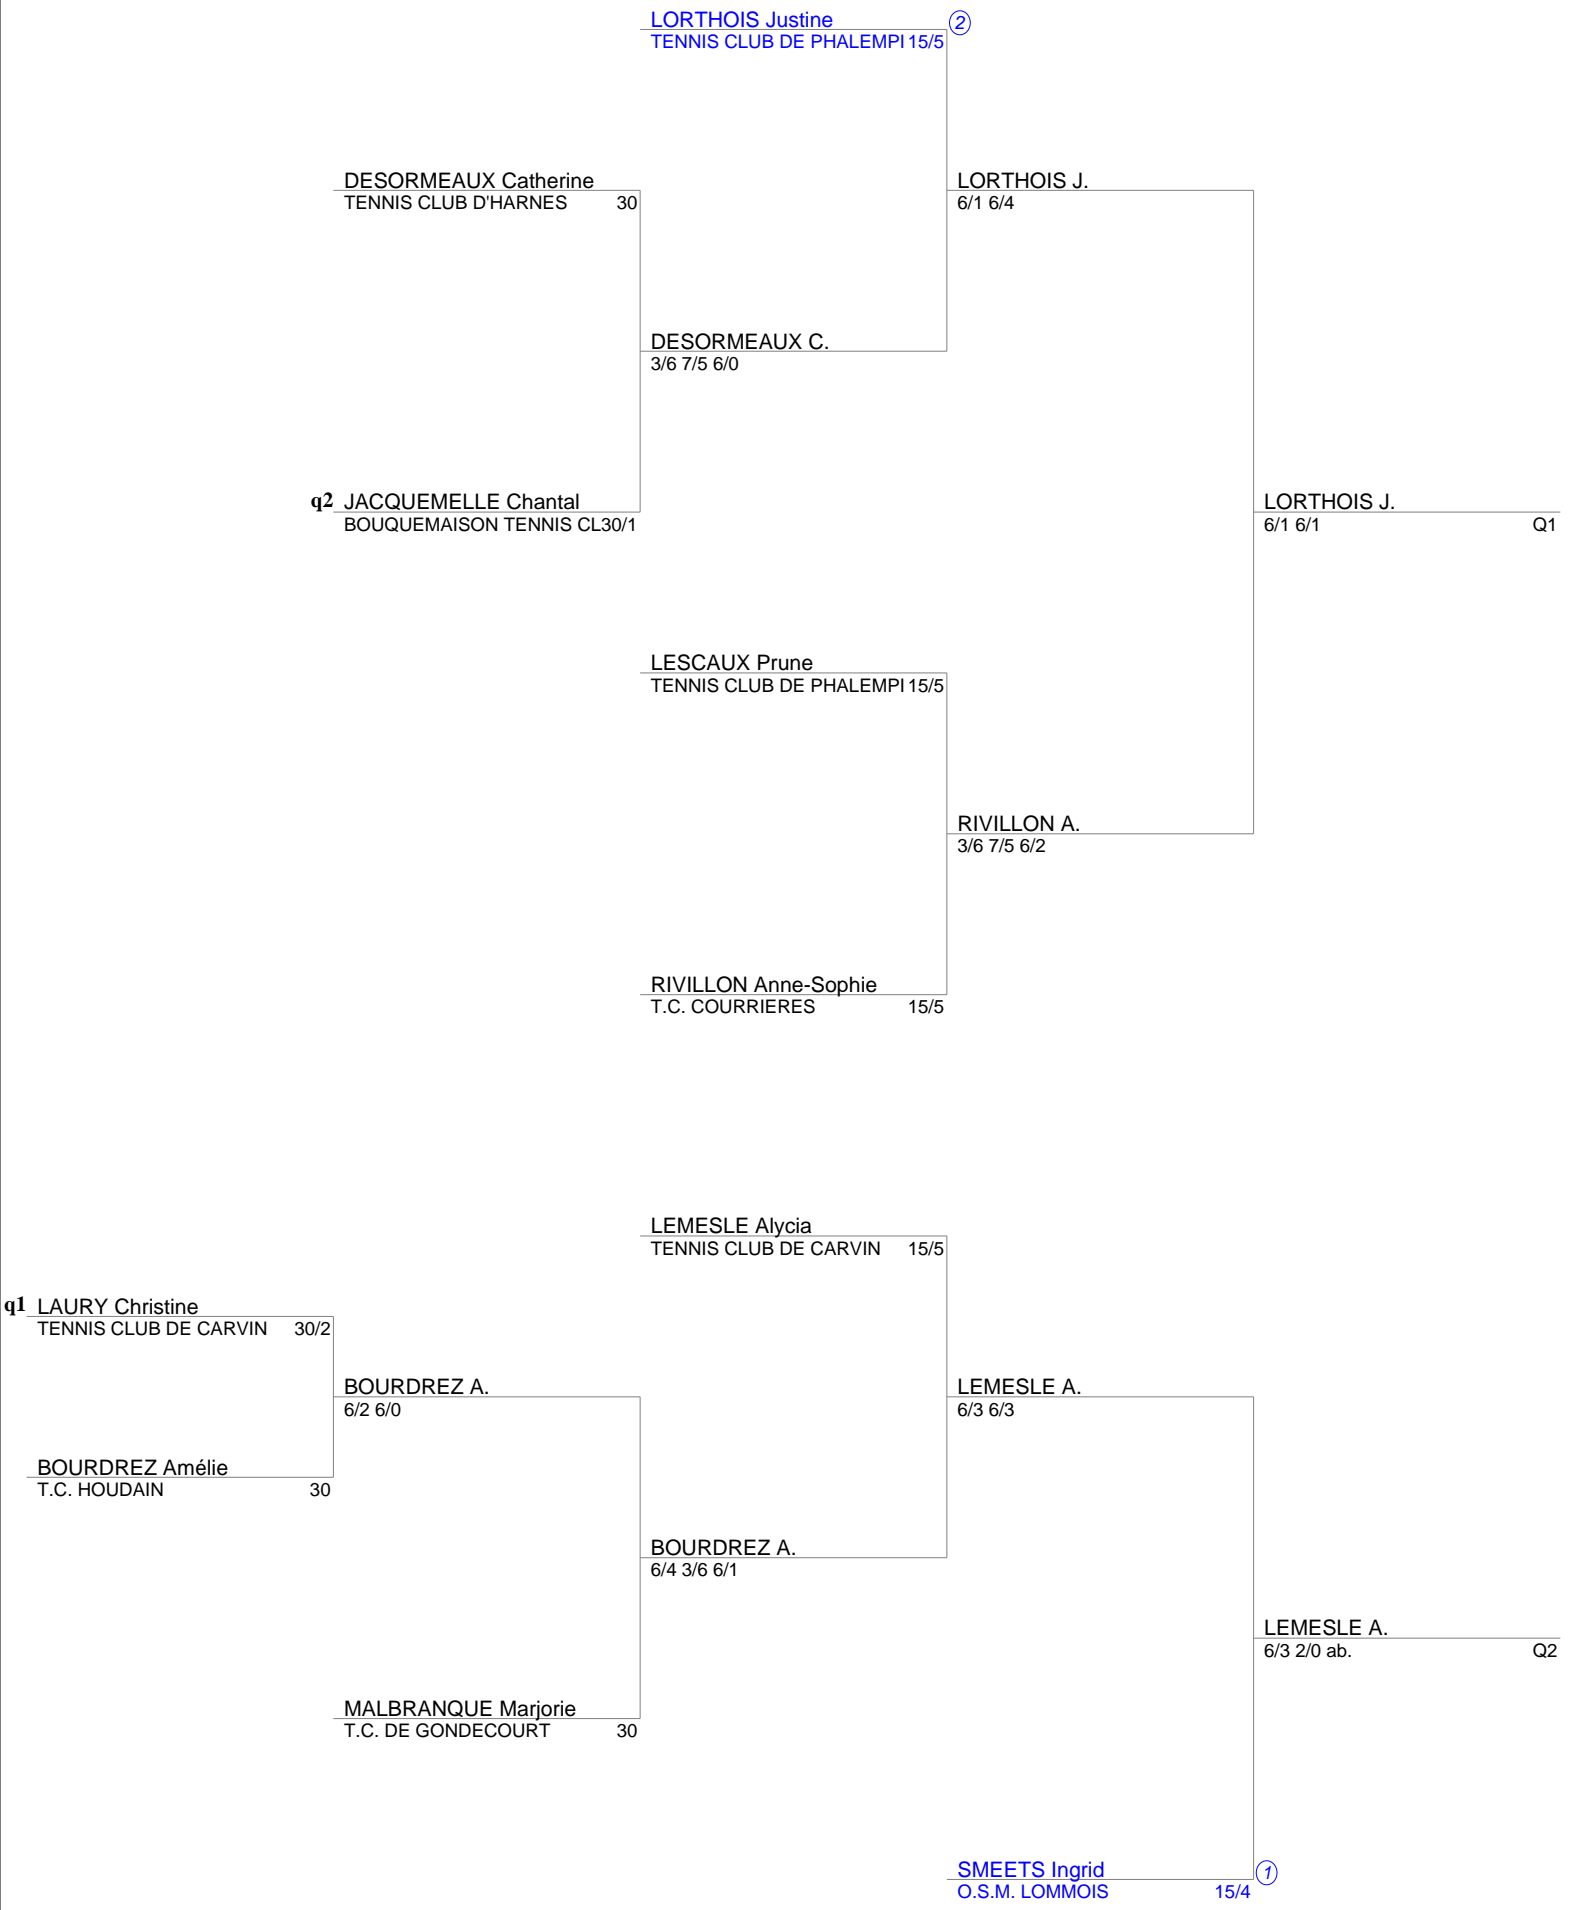 LORTHOIS Justine 2
TENNIS CLUB DE PHALEMPI 15/5
DESORMEAUX Catherine
TENNIS CLUB D'HARNES 30
LORTHOIS J.
6/1 6/4
DESORMEAUX C.
3/6 7/5 6/0
q2 JACQUEMELLE Chantal
BOUQUEMAISON TENNIS CL30/1
LORTHOIS J.
6/1 6/1 Q1
LESCAUX Prune
TENNIS CLUB DE PHALEMPI 15/5
RIVILLON A.
3/6 7/5 6/2
RIVILLON Anne-Sophie
T.C. COURRIERES 15/5
LEMESLE Alycia
TENNIS CLUB DE CARVIN 15/5
q1 LAURY Christine
TENNIS CLUB DE CARVIN 30/2
BOURDREZ A.
6/2 6/0
LEMESLE A.
6/3 6/3
BOURDREZ Amélie
T.C. HOUDAIN 30
BOURDREZ A.
6/4 3/6 6/1
LEMESLE A.
6/3 2/0 ab. Q2
MALBRANQUE Marjorie
T.C. DE GONDECOURT 30
SMEETS Ingrid 1
O.S.M. LOMMOIS 15/4